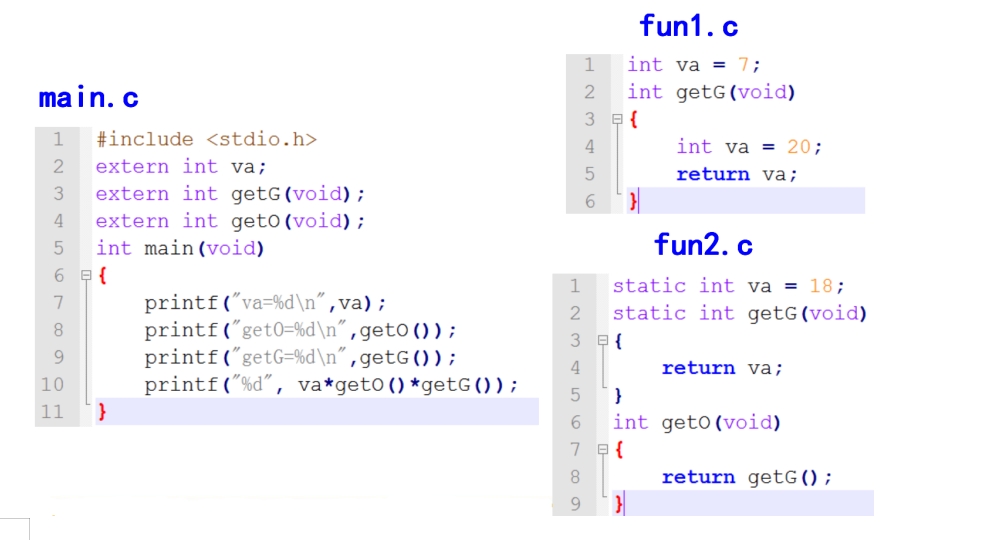 main.c
1 #include <stdio.h>
2 extern int va;
3 extern int getG(void);
4 extern int getO(void);
5 int main(void)
6 {
7 printf("va=%d\n",va);
8 printf("getO=%d\n",getO());
9 printf("getG=%d\n",getG());
10 printf("%d", va*getO()*getG());
11 }
fun1.c
1 int va = 7;
2 int getG(void)
3 {
4 int va = 20;
5 return va;
6 }
fun2.c
1 static int va = 18;
2 static int getG(void)
3 {
4 return va;
5 }
6 int getO(void)
7 {
8 return getG();
9 }